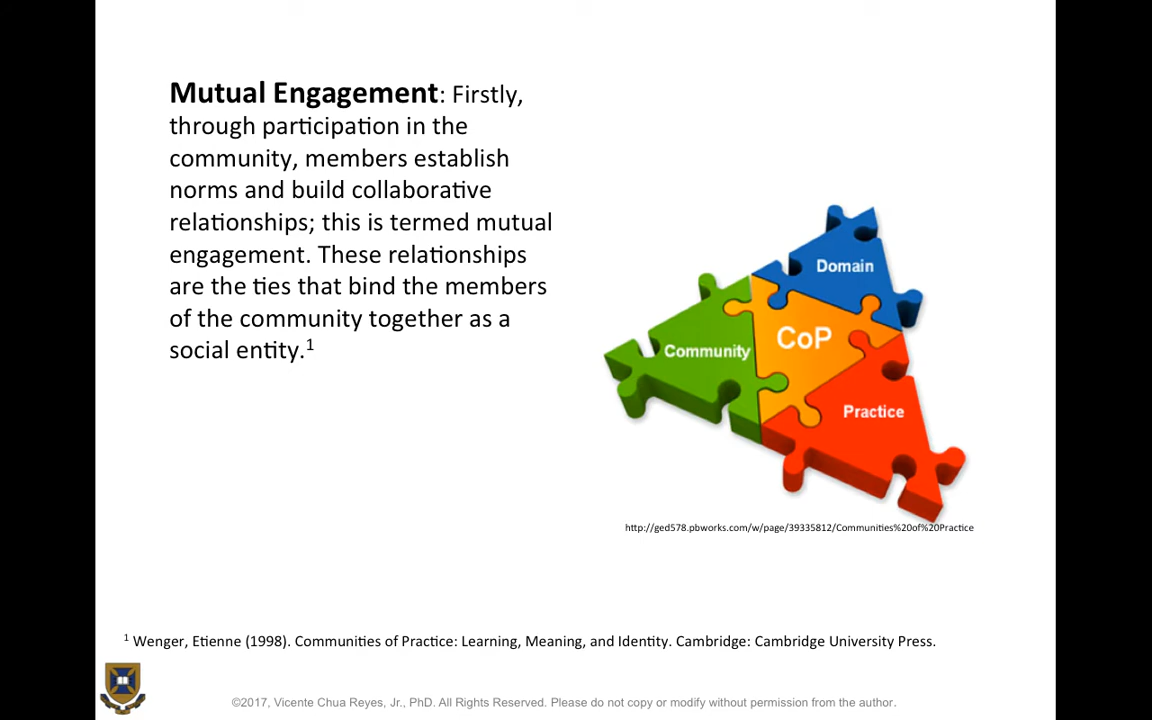 Mutual Engagement: Firstly,
through participation in the
community, members establish
norms and build collaborative
relationships; this is termed mutual
engagement. These relationships
are the ties that bind the members
of the community together as a
social entity.¹
Domain
CoP
Community
Practice
http://ged578.pbworks.com/w/page/39335812/Communities%20of%20Practice
¹ Wenger, Etienne (1998). Communities of Practice: Learning, Meaning, and Identity. Cambridge: Cambridge University Press.
©2017, Vicente Chua Reyes, Jr., PhD. All Rights Reserved. Please do not copy or modify without permission from the author.